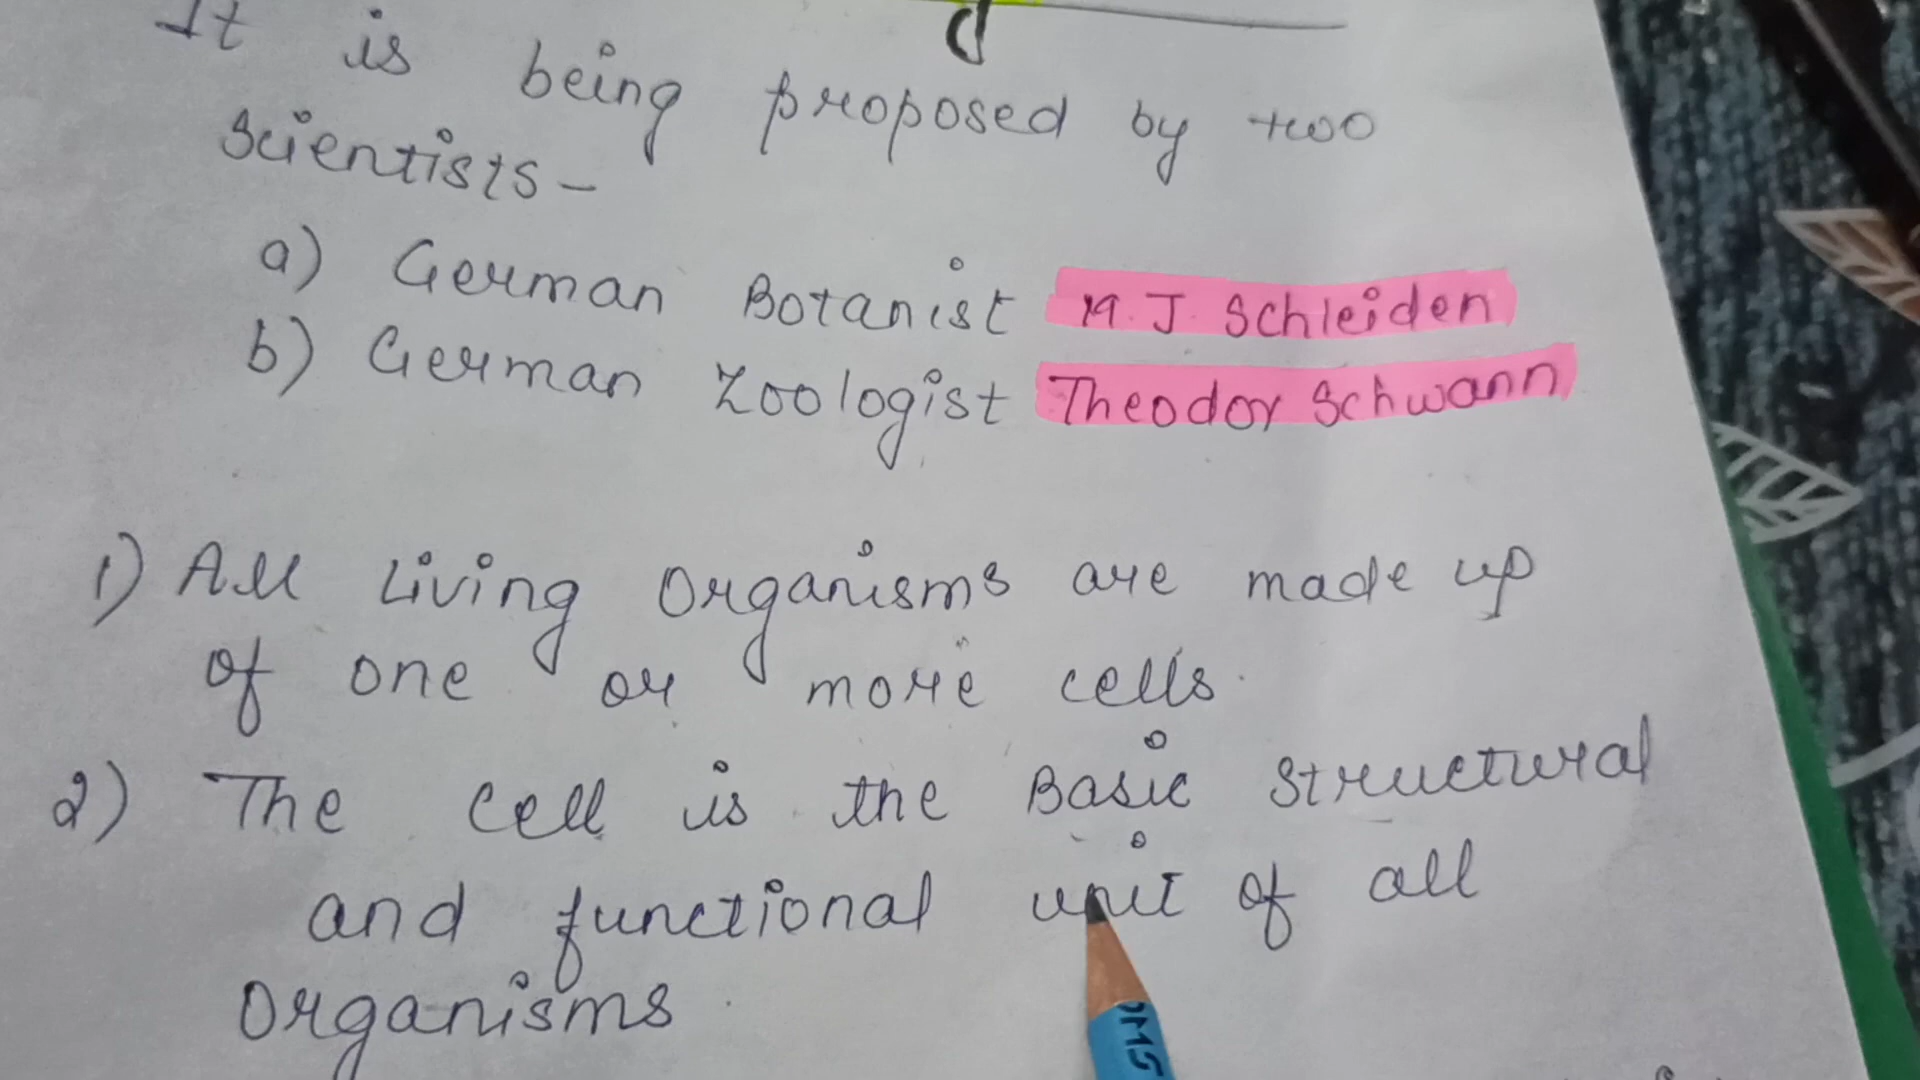 It is being proposed by two
Scientists-
a) German Botanist M. J. Schleiden
b) German Zoologist Theodor Schwann
1) All Living Organisms are made up
of one or more cells.
2) The Cell is the Basic Structural
and functional unit of all
Organisms
OMS